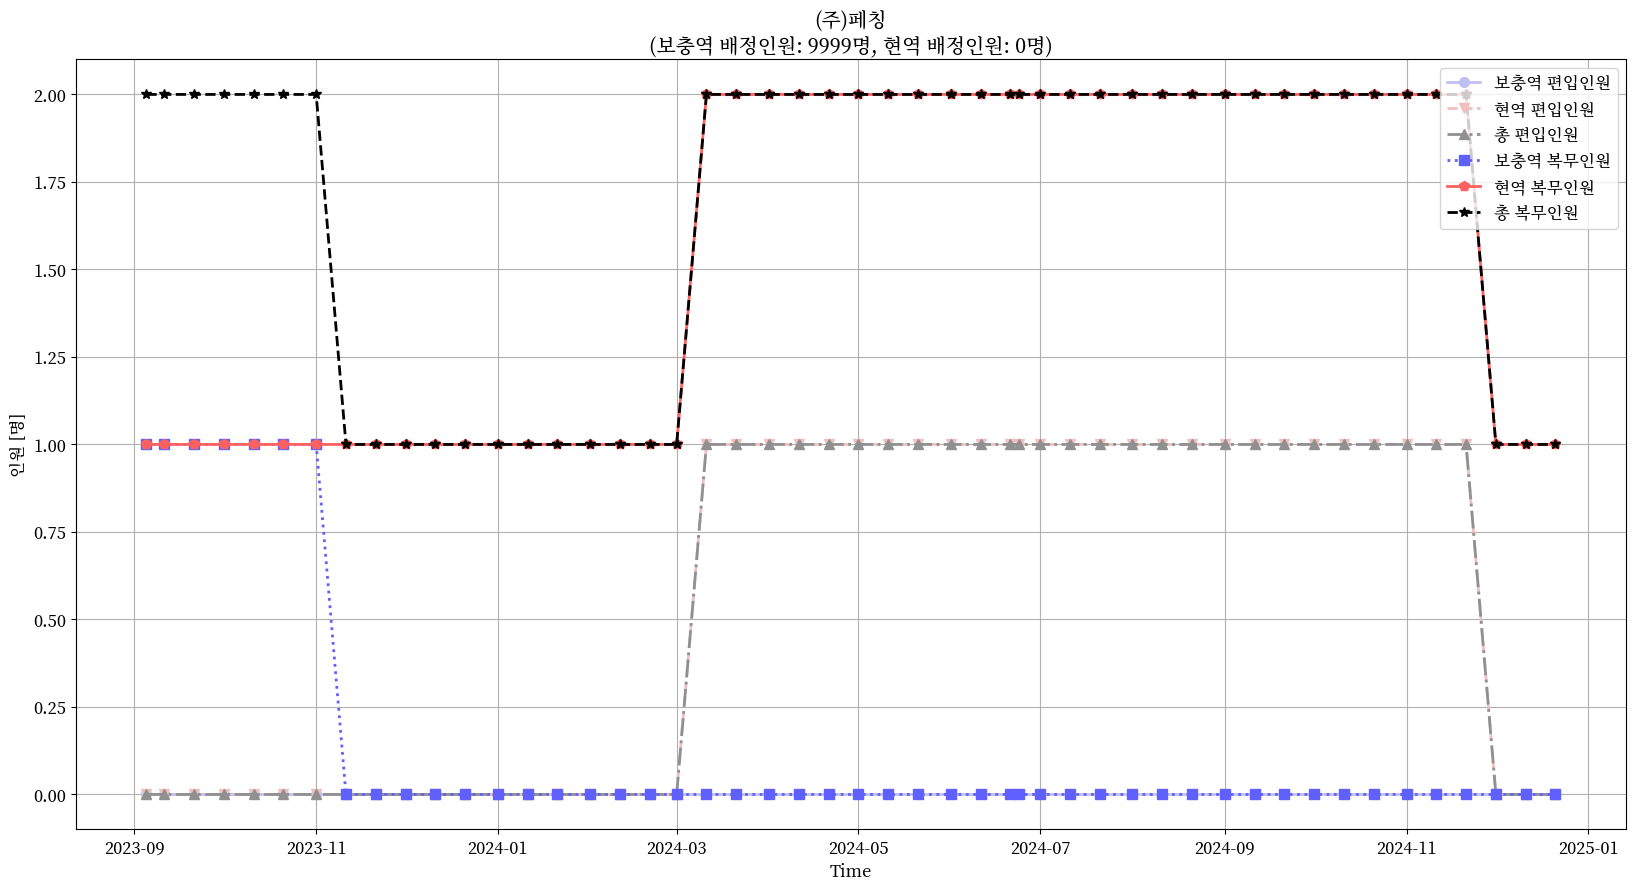 (주)페칭
(보충역 배정인원: 9999명, 현역 배정인원: 0명)
보충역 편입인원
현역 편입인원
총 편입인원
보충역 복무인원
현역 복무인원
총 복무인원
2.00
1.75
1.50
1.25
1.00
0.75
0.50
0.25
0.00
인원 [명]
2023-09 2023-11 2024-01 2024-03 2024-05 2024-07 2024-09 2024-11 2025-01
Time